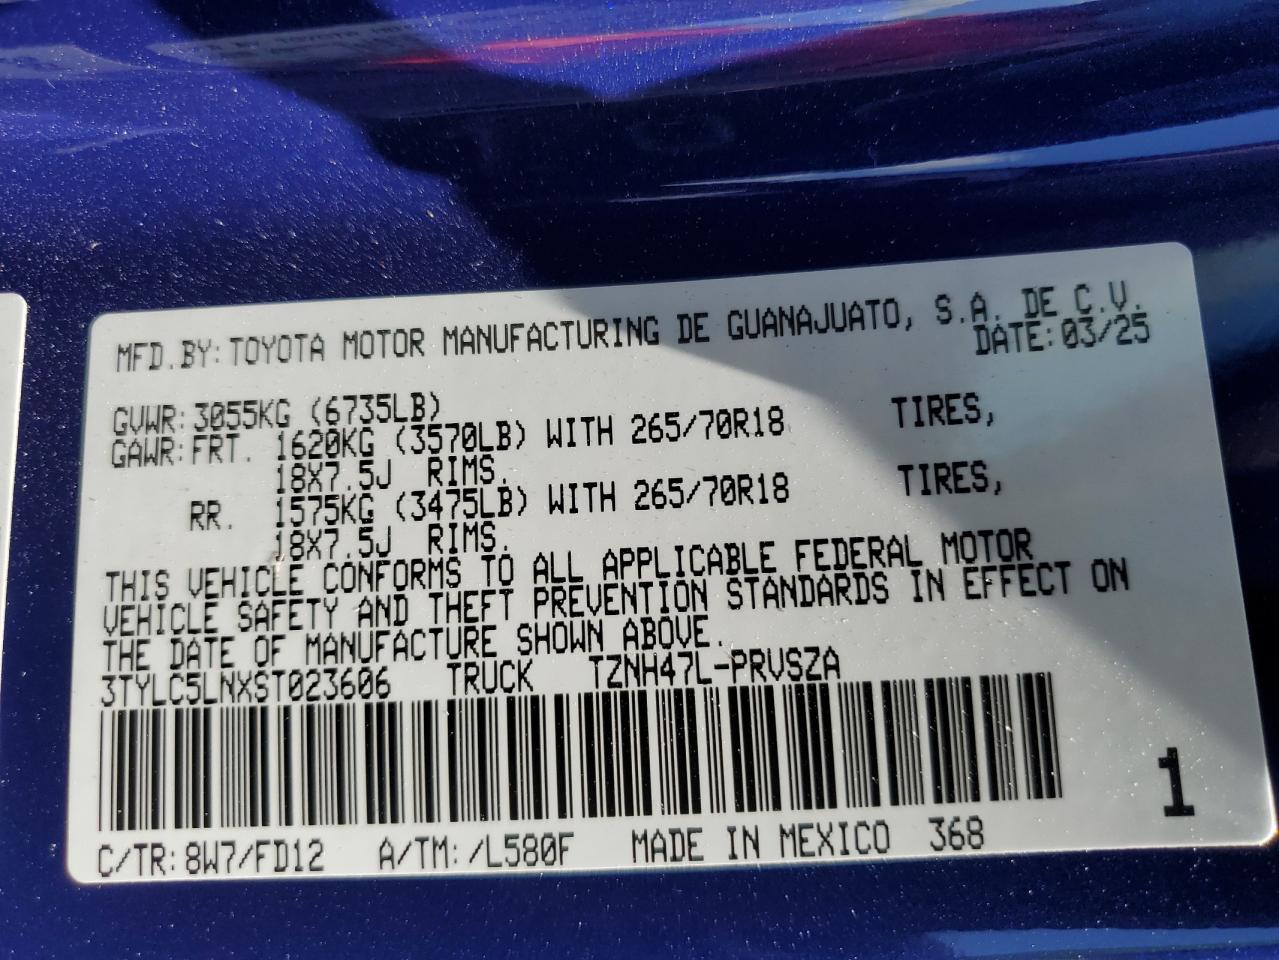 MFD.BY:TOYOTA MOTOR MANUFACTURING DE GUANAJUATO, S.A. DE C.V.
DATE:03/25
GVWR:3055KG (6735LB)
GAWR:FRT. 1620KG (3570LB) WITH 265/70R18 TIRES,
18X7.5J RIMS.
RR. 1575KG (3475LB) WITH 265/70R18 TIRES,
18X7.5J RIMS.
THIS VEHICLE CONFORMS TO ALL APPLICABLE FEDERAL MOTOR
VEHICLE SAFETY AND THEFT PREVENTION STANDARDS IN EFFECT ON
THE DATE OF MANUFACTURE SHOWN ABOVE.
3TYLC5LNXST023606 TRUCK TZNH47L-PRVSZA
1
C/TR:8W7/FD12 A/TM:/L580F MADE IN MEXICO 368